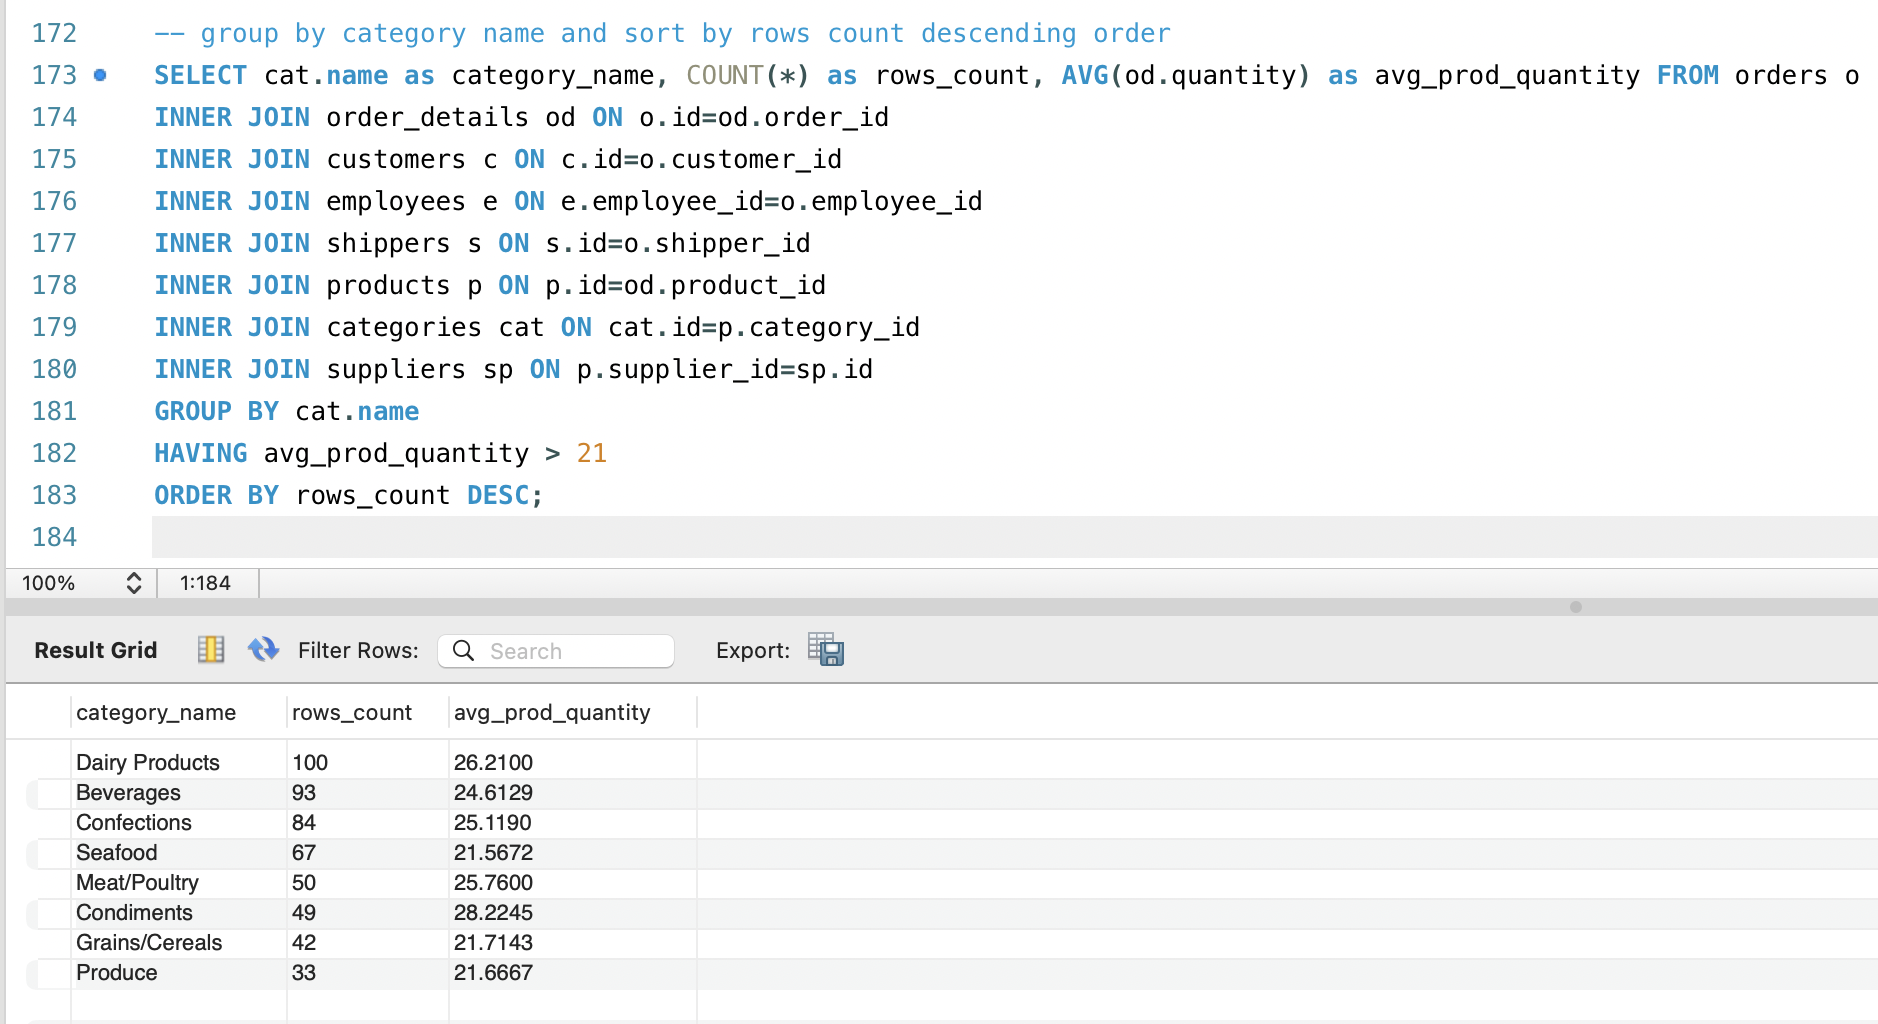 172 -- group by category name and sort by rows count descending order
173 SELECT cat.name as category_name, COUNT(*) as rows_count, AVG(od.quantity) as avg_prod_quantity FROM orders o
174 INNER JOIN order_details od ON o.id=od.order_id
175 INNER JOIN customers c ON c.id=o.customer_id
176 INNER JOIN employees e ON e.employee_id=o.employee_id
177 INNER JOIN shippers s ON s.id=o.shipper_id
178 INNER JOIN products p ON p.id=od.product_id
179 INNER JOIN categories cat ON cat.id=p.category_id
180 INNER JOIN suppliers sp ON p.supplier_id=sp.id
181 GROUP BY cat.name
182 HAVING avg_prod_quantity > 21
183 ORDER BY rows_count DESC;
184
100% 1:184
Result Grid Filter Rows: Search Export:
category_name rows_count avg_prod_quantity
Dairy Products 100 26.2100
Beverages 93 24.6129
Confections 84 25.1190
Seafood 67 21.5672
Meat/Poultry 50 25.7600
Condiments 49 28.2245
Grains/Cereals 42 21.7143
Produce 33 21.6667